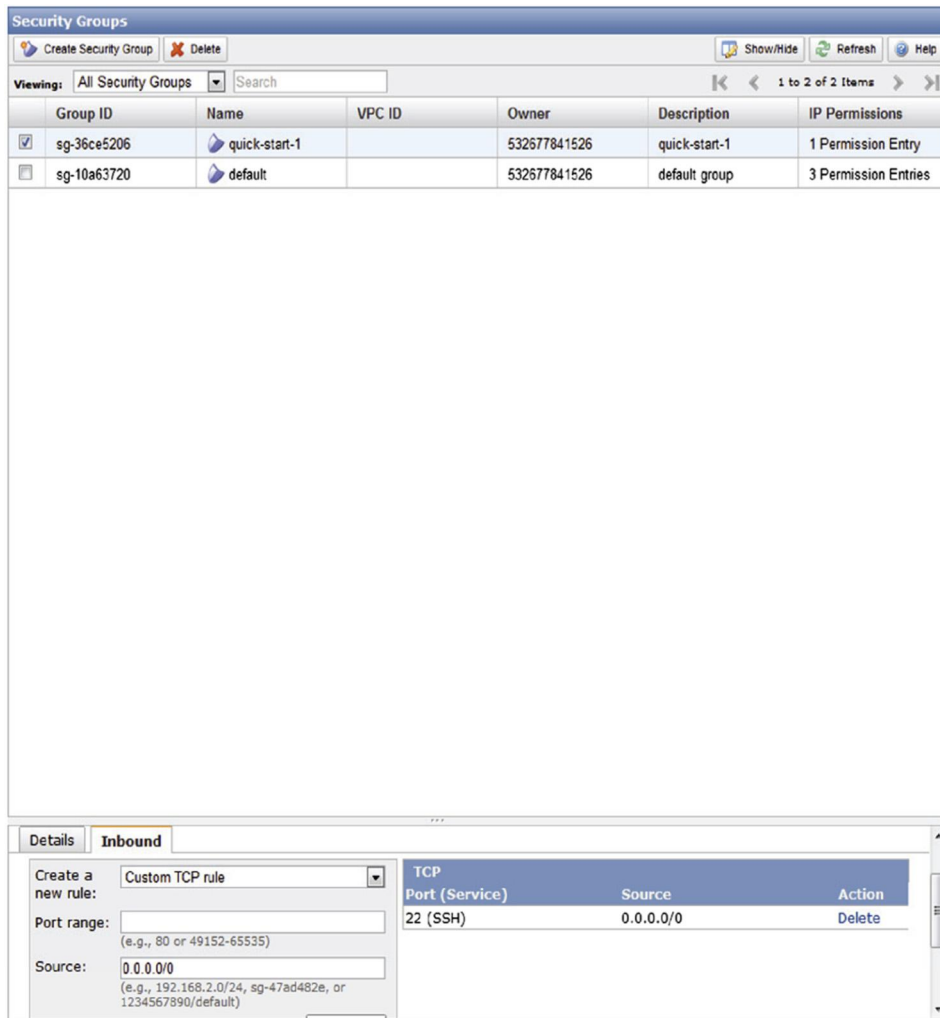 Security Groups
Create Security Group Delete Show/Hide Refresh Help
Viewing: All Security Groups Search 1 to 2 of 2 Items
Group ID Name VPC ID Owner Description IP Permissions
sg-36ce5206 quick-start-1 532677841526 quick-start-1 1 Permission Entry
sg-10a63720 default 532677841526 default group 3 Permission Entries
Details Inbound
Create a new rule: Custom TCP rule
Port range:
(e.g., 80 or 49152-65535)
Source: 0.0.0.0/0
(e.g., 192.168.2.0/24, sg-47ad482e, or
1234567890/default)
TCP
Port (Service) Source Action
22 (SSH) 0.0.0.0/0 Delete